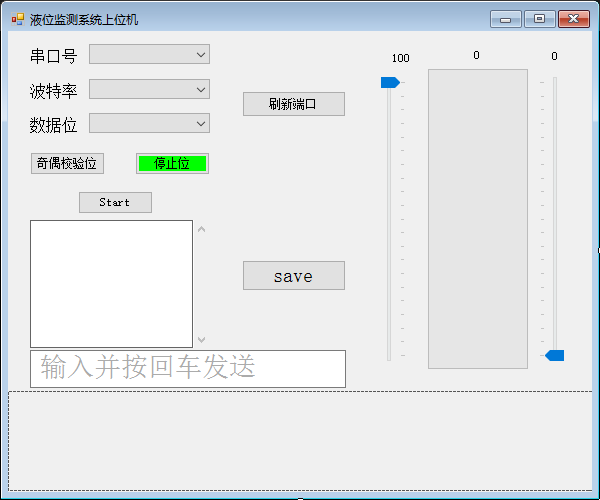 液位监测系统上位机
串口号
100
0
0
波特率
刷新端口
数据位
奇偶校验位
停止位
Start
save
输入并按回车发送